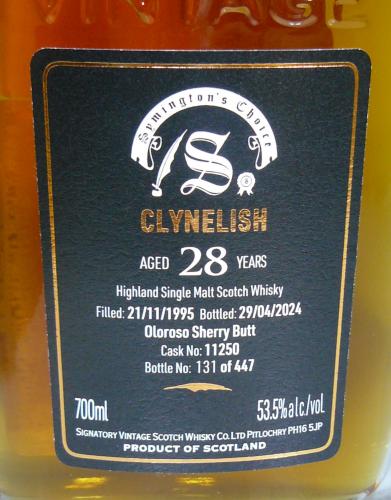 VINTAGE
Symington's Choice
S.
CLYNELISH
AGED 28 YEARS
Highland Single Malt Scotch Whisky
Filled: 21/11/1995 Bottled: 29/04/2024
Oloroso Sherry Butt
Cask No: 11250
Bottle No: 131 of 447
700ml 53.5%alc./vol
SIGNATORY VINTAGE SCOTCH WHISKY CO. LTD PITLOCHRY PH16 5JP
PRODUCT OF SCOTLAND